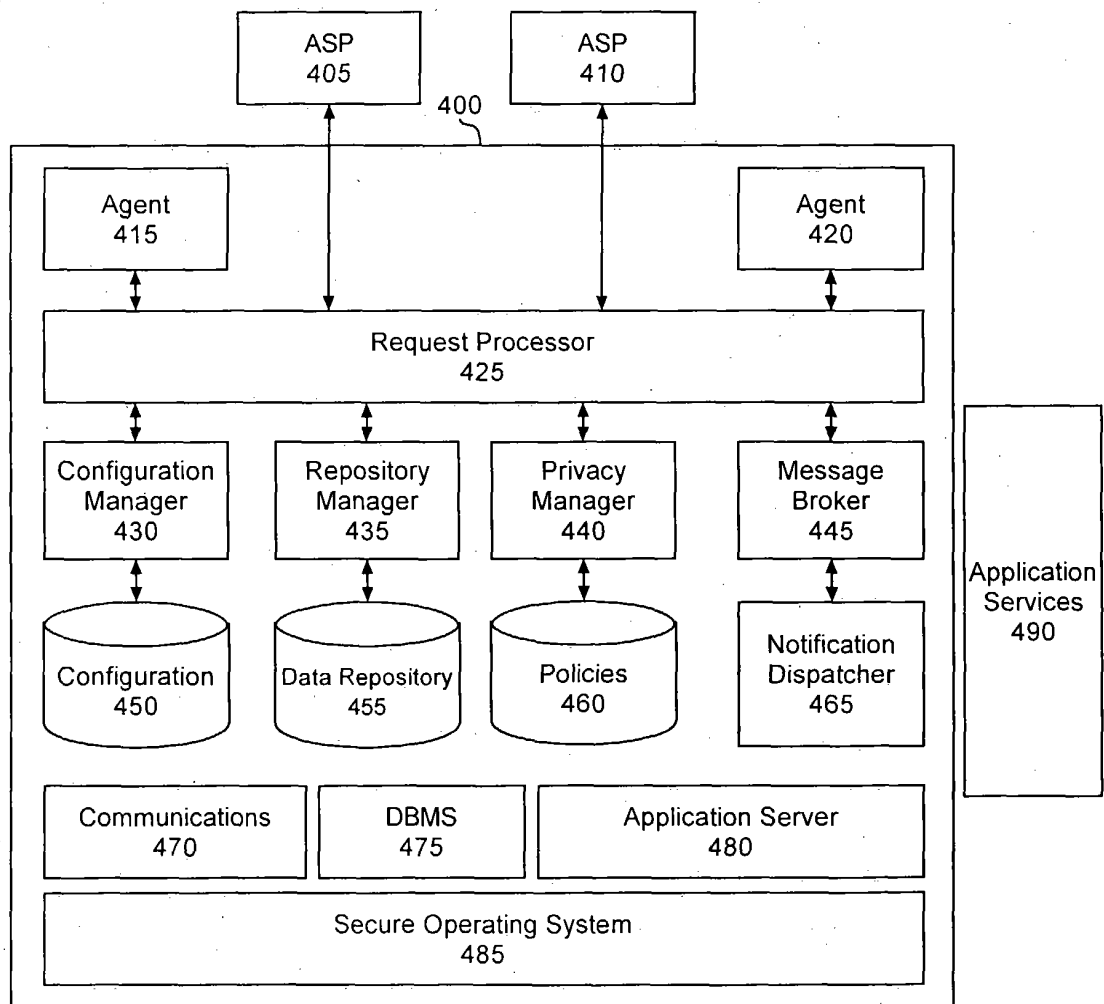 ASP
405
ASP
410
400
Agent
415
Agent
420
Request Processor
425
Configuration
Manager
430
Repository
Manager
435
Privacy
Manager
440
Message
Broker
445
Application
Services
490
Configuration
450
Data Repository
455
Policies
460
Notification
Dispatcher
465
Communications
470
DBMS
475
Application Server
480
Secure Operating System
485